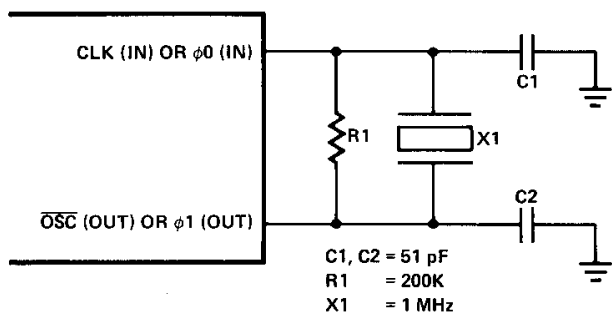 CLK (IN) OR ϕ0 (IN)
C1
R1
X1
O̅S̅C̅ (OUT) OR ϕ1 (OUT)
C2
C1, C2 = 51 pF
R1 = 200K
X1 = 1 MHz